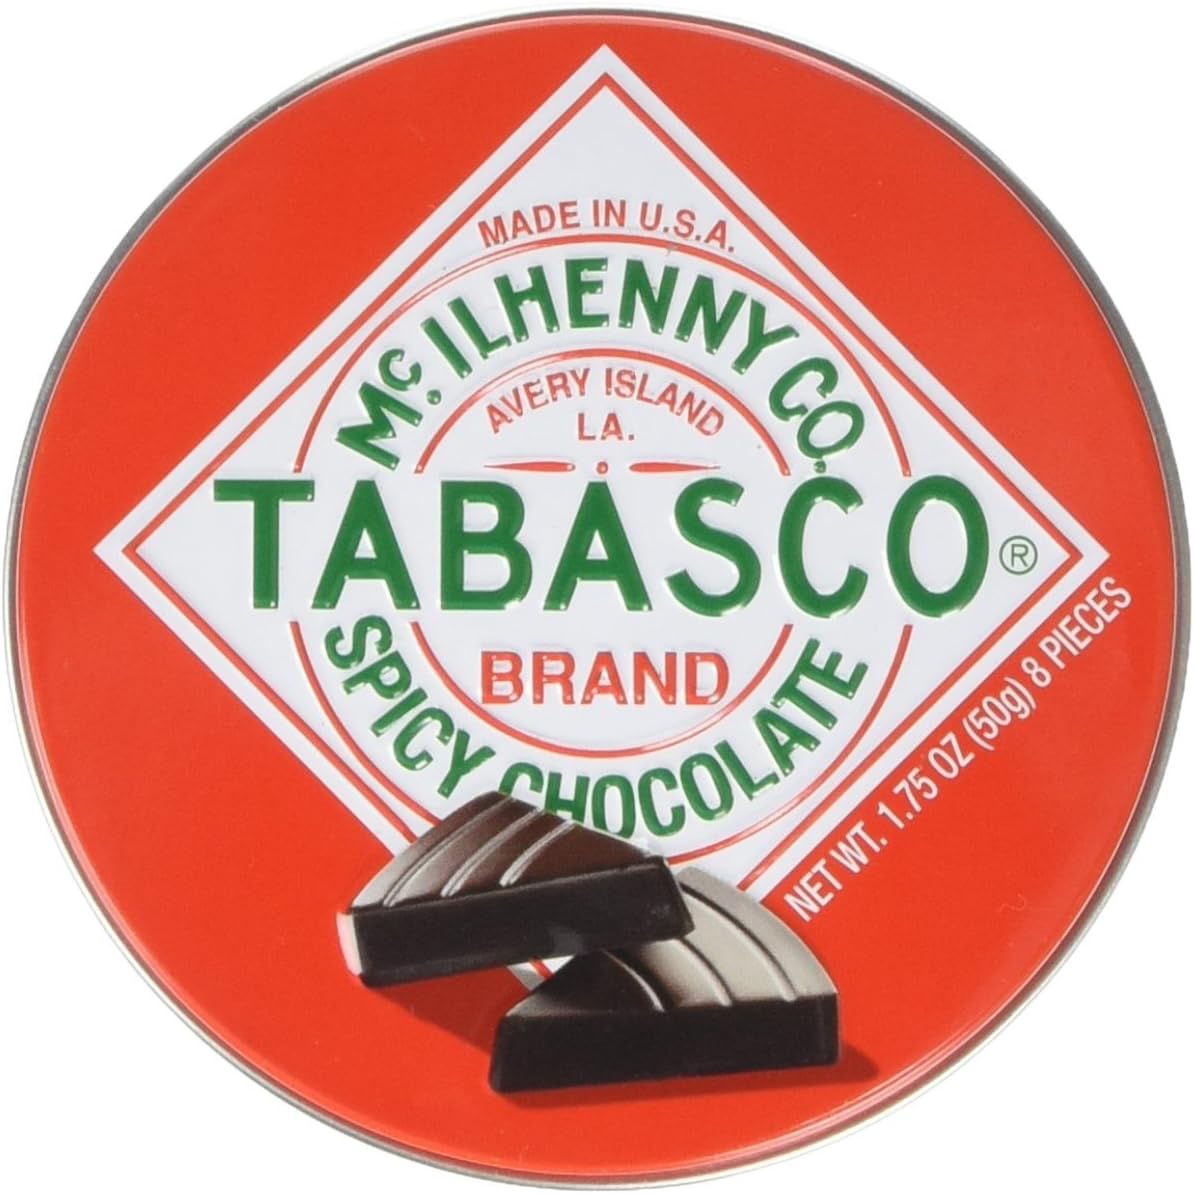 MADE IN U.S.A.
Mc. ILHENNY CO.
AVERY ISLAND
LA.
TABASCO®
BRAND
SPICY CHOCOLATE
NET WT. 1.75 OZ (50g) 8 PIECES